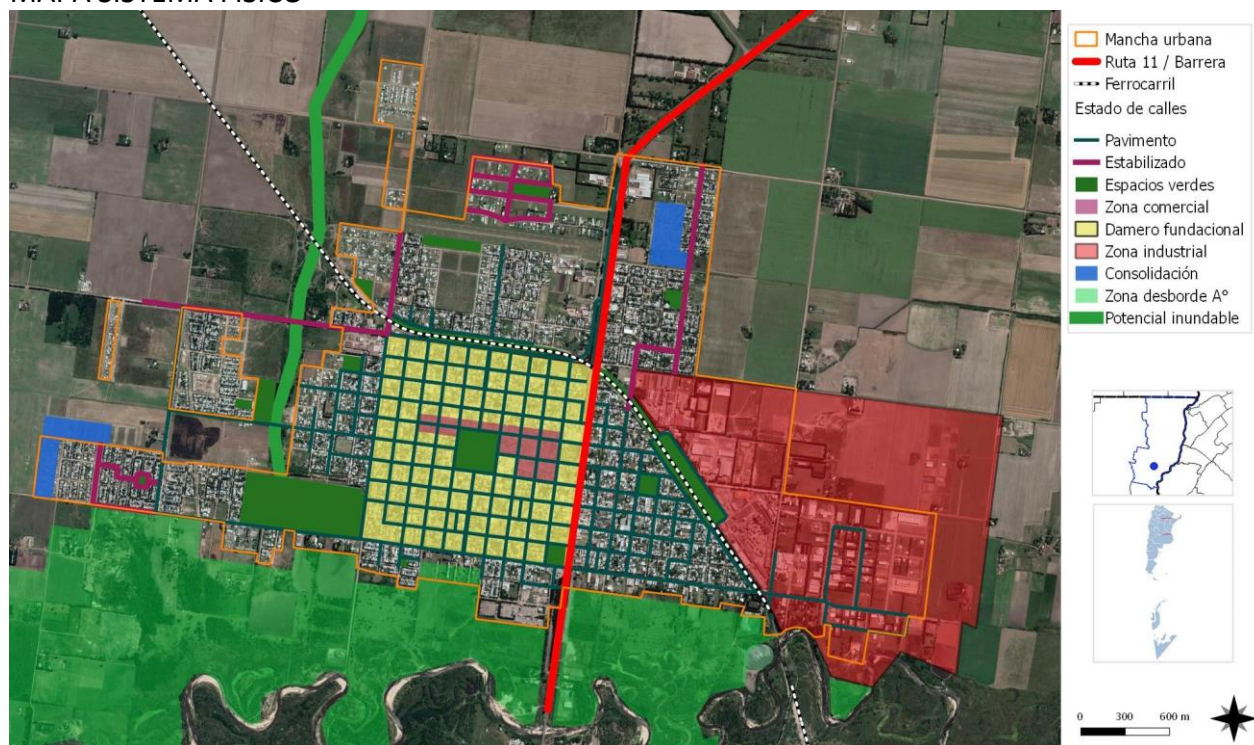 MAPA SISTEMA FISICO
Mancha urbana
Ruta 11 / Barrera
Ferrocarril
Estado de calles
Pavimento
Estabilizado
Espacios verdes
Zona comercial
Damero fundacional
Zona industrial
Consolidación
Zona desborde A°
Potencial inundable
0 300 600 m